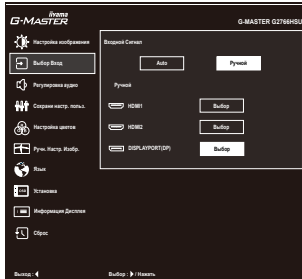 iiyama
G-MASTER
G-MASTER G2766HSU
Настройка изображения
Входной Сигнал
Выбор Вход
Auto
Ручной
Регулировка аудио
Ручной
Сохрани настр. польз.
HDMI1
Выбор
Настройка цветов
HDMI2
Выбор
Ручн. Настр. Изобр.
DISPLAYPORT(DP)
Выбор
Язык
OSD
Установка
Информация Дисплея
Сброс
Выход :
Выбор : / Нажать